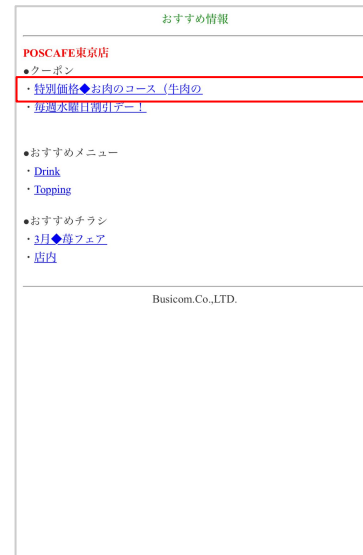 おすすめ情報
POSCAFE東京店
●クーポン
・特別価格◆お肉のコース（牛肉の
・毎週水曜日割引デー！
●おすすめメニュー
・Drink
・Topping
●おすすめチラシ
・3月◆苺フェア
・店内
Busicom.Co.,LTD.